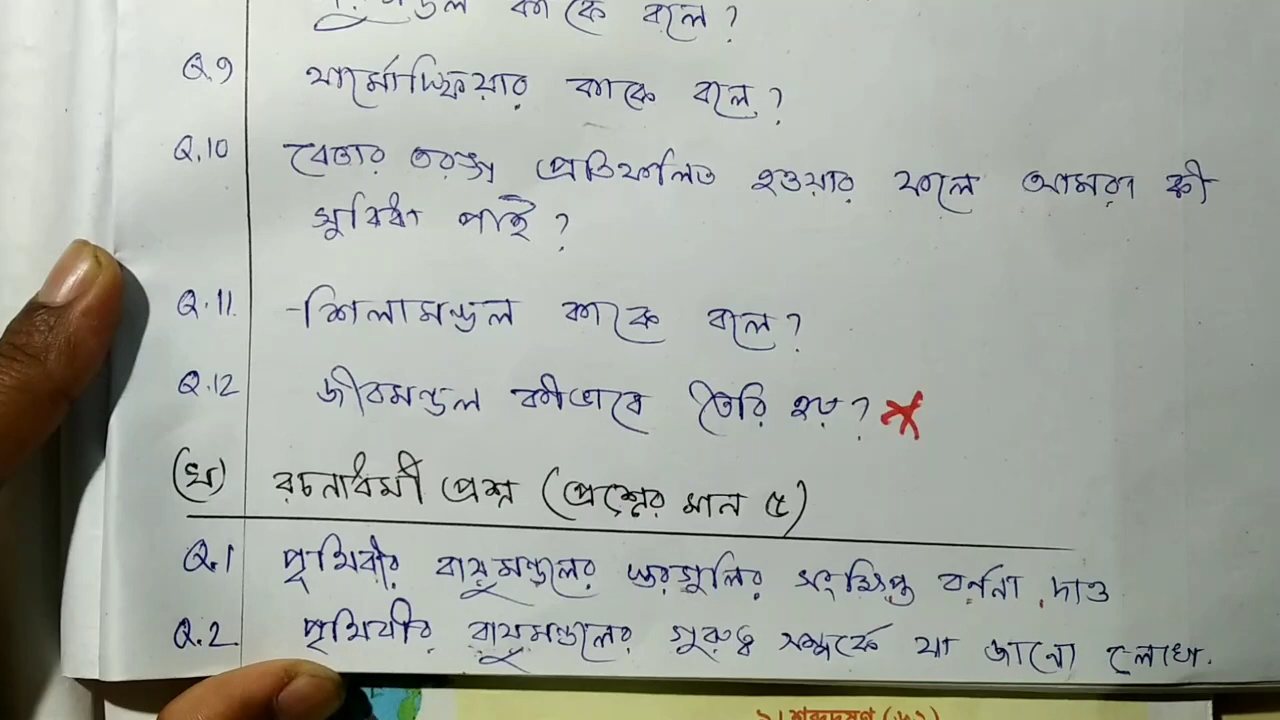 কাকে বলে?
Q.9 থার্মোস্ফিয়ার কাকে বলে?
Q.10 বেতার তরঙ্গ প্রতিফলিত হওয়ার ফলে আমরা কী
সুবিধা পাই?
Q.11. শিলামণ্ডল কাকে বলে?
Q.12 জীবমণ্ডল কীভাবে তৈরি হয়?
(খ) রচনাধর্মী প্রশ্ন (প্রশ্নের মান ৫)
Q.1 পৃথিবীর বায়ুমণ্ডলের স্তরগুলির সংক্ষিপ্ত বর্ণনা দাও
Q.2 পৃথিবীর বায়ুমণ্ডলের গুরুত্ব সম্পর্কে যা জানো লেখো.